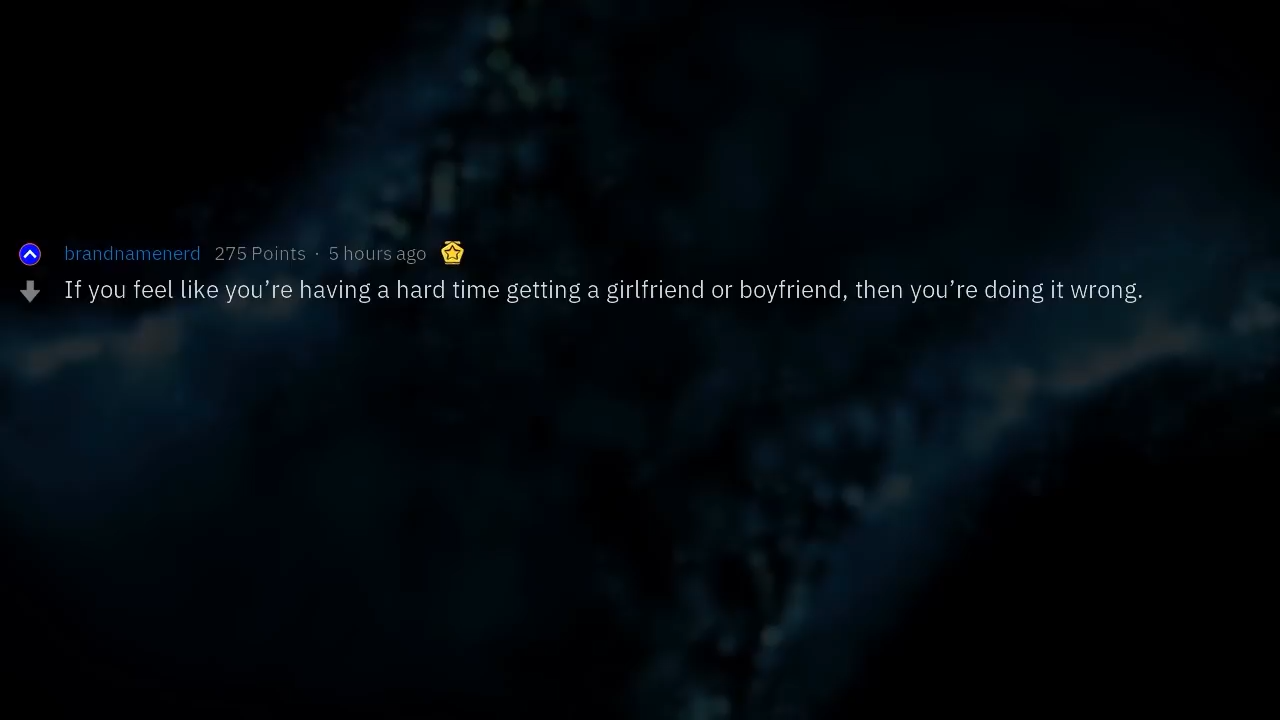 brandnamenerd 275 Points · 5 hours ago
If you feel like you’re having a hard time getting a girlfriend or boyfriend, then you’re doing it wrong.